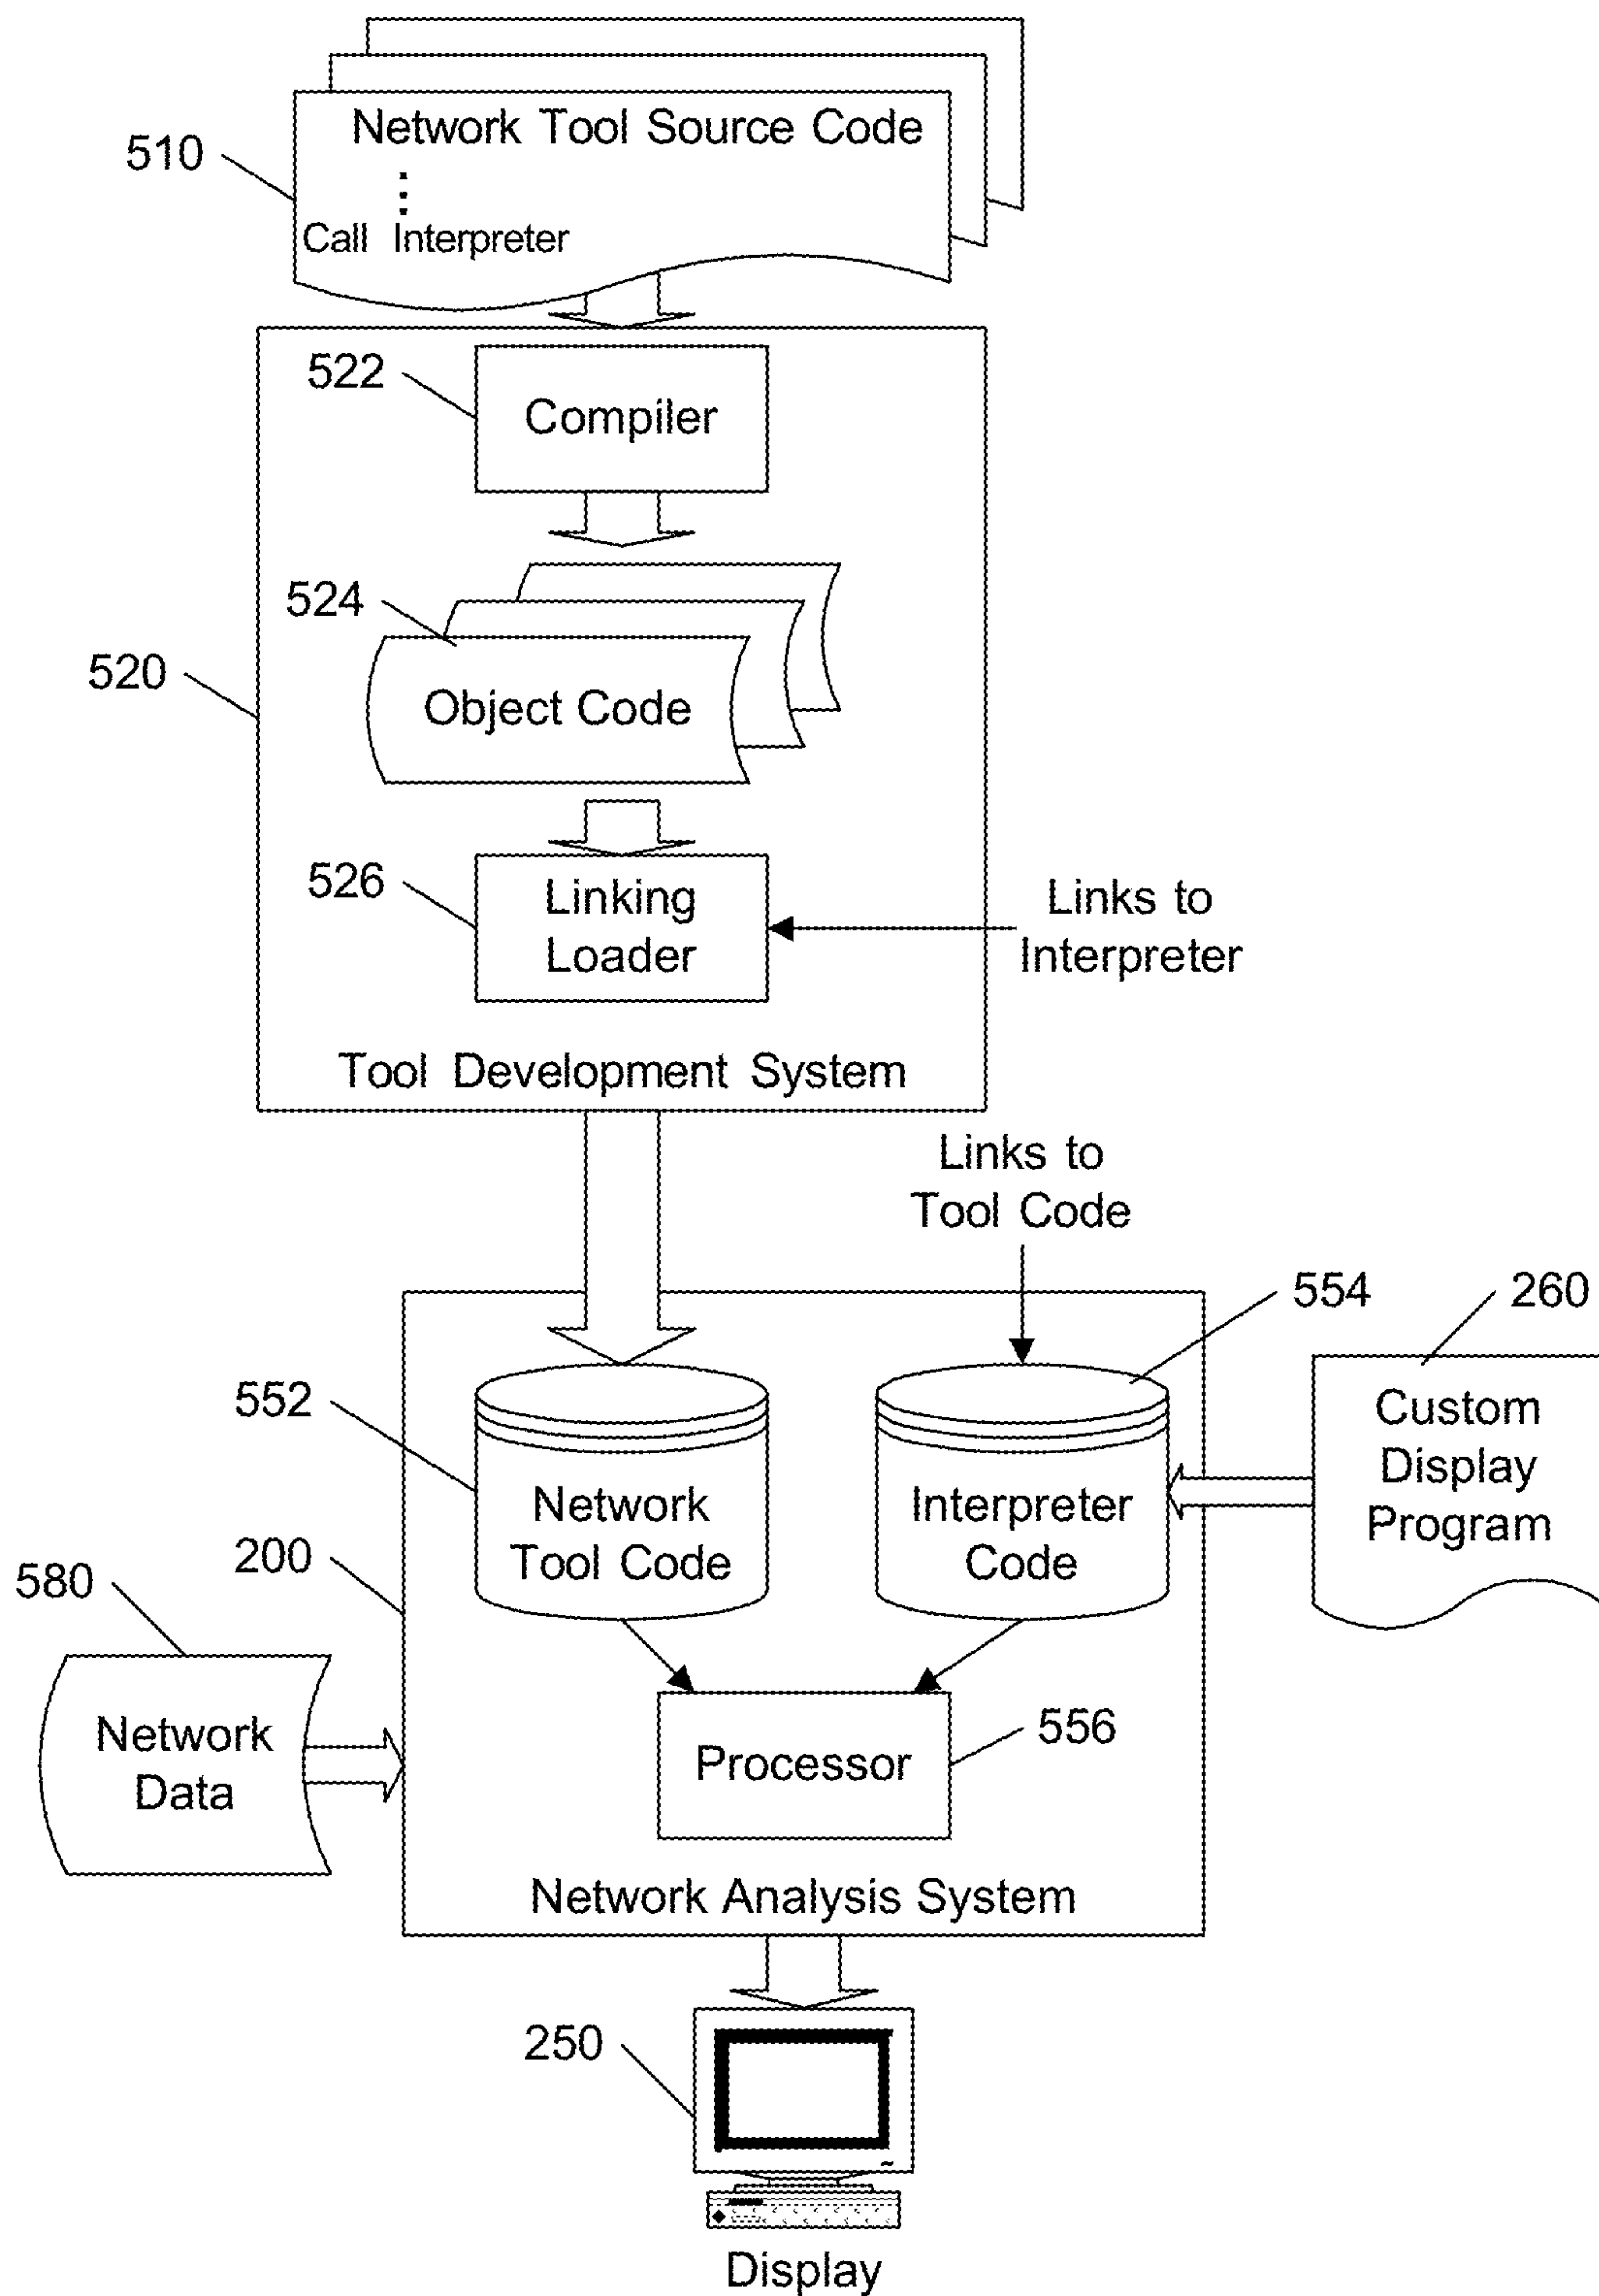 Network Tool Source Code
510
Call Interpreter
522
Compiler
524
520
Object Code
526
Linking
Loader
Links to
Interpreter
Tool Development System
Links to
Tool Code
554
260
552
Network
Tool Code
Interpreter
Code
Custom
Display
Program
200
580
Network
Data
Processor
556
Network Analysis System
250
Display